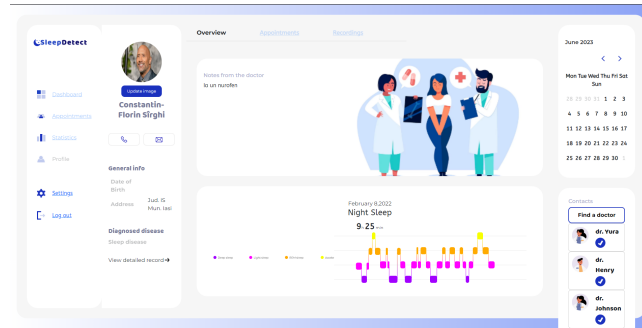 SleepDetect
Dashboard
Appointments
Statistics
Profile
Settings
Log out
Update image
Constantin-
Florin Sîrghi
General info
Date of
Birth
Address
Jud. IS
Mun. Iasi
Diagnosed disease
Sleep disease
View detailed record
Overview
Appointments
Recordings
Notes from the doctor
Ia un nurofen
February 8,2022
Night Sleep
June 2023
Mon Tue Wed Thu Fri Sat
Sun
28 29 30 31 1 2 3
4 5 6 7 8 9 10
11 12 13 14 15 16 17
18 19 20 21 22 23 24
25 26 27 28 29 30 1
Contacts
Find a doctor
dr. Yura
dr.
Henry
dr.
Johnson